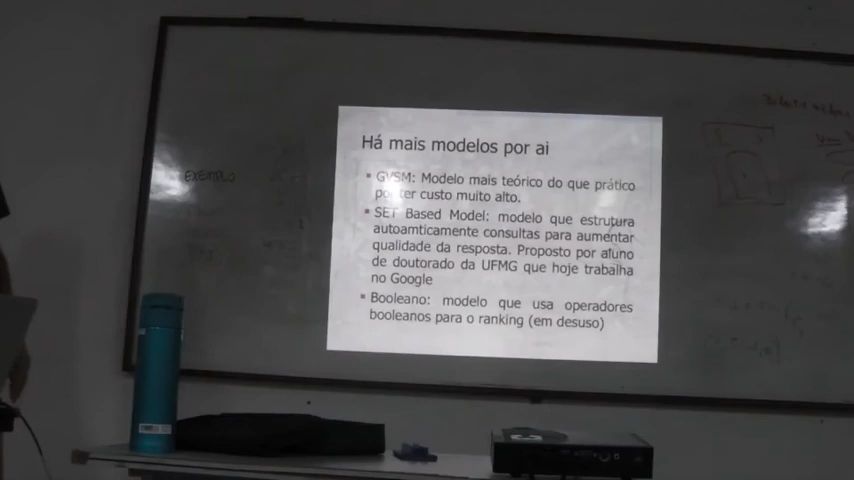 EXEMPLO
Há mais modelos por ai
GVSM: Modelo mais teórico do que prático
por ter custo muito alto.
SET Based Model: modelo que estrutura
autoamticamente consultas para aumentar
qualidade da resposta. Proposto por aluno
de doutorado da UFMG que hoje trabalha
no Google
Booleano: modelo que usa operadores
booleanos para o ranking (em desuso)